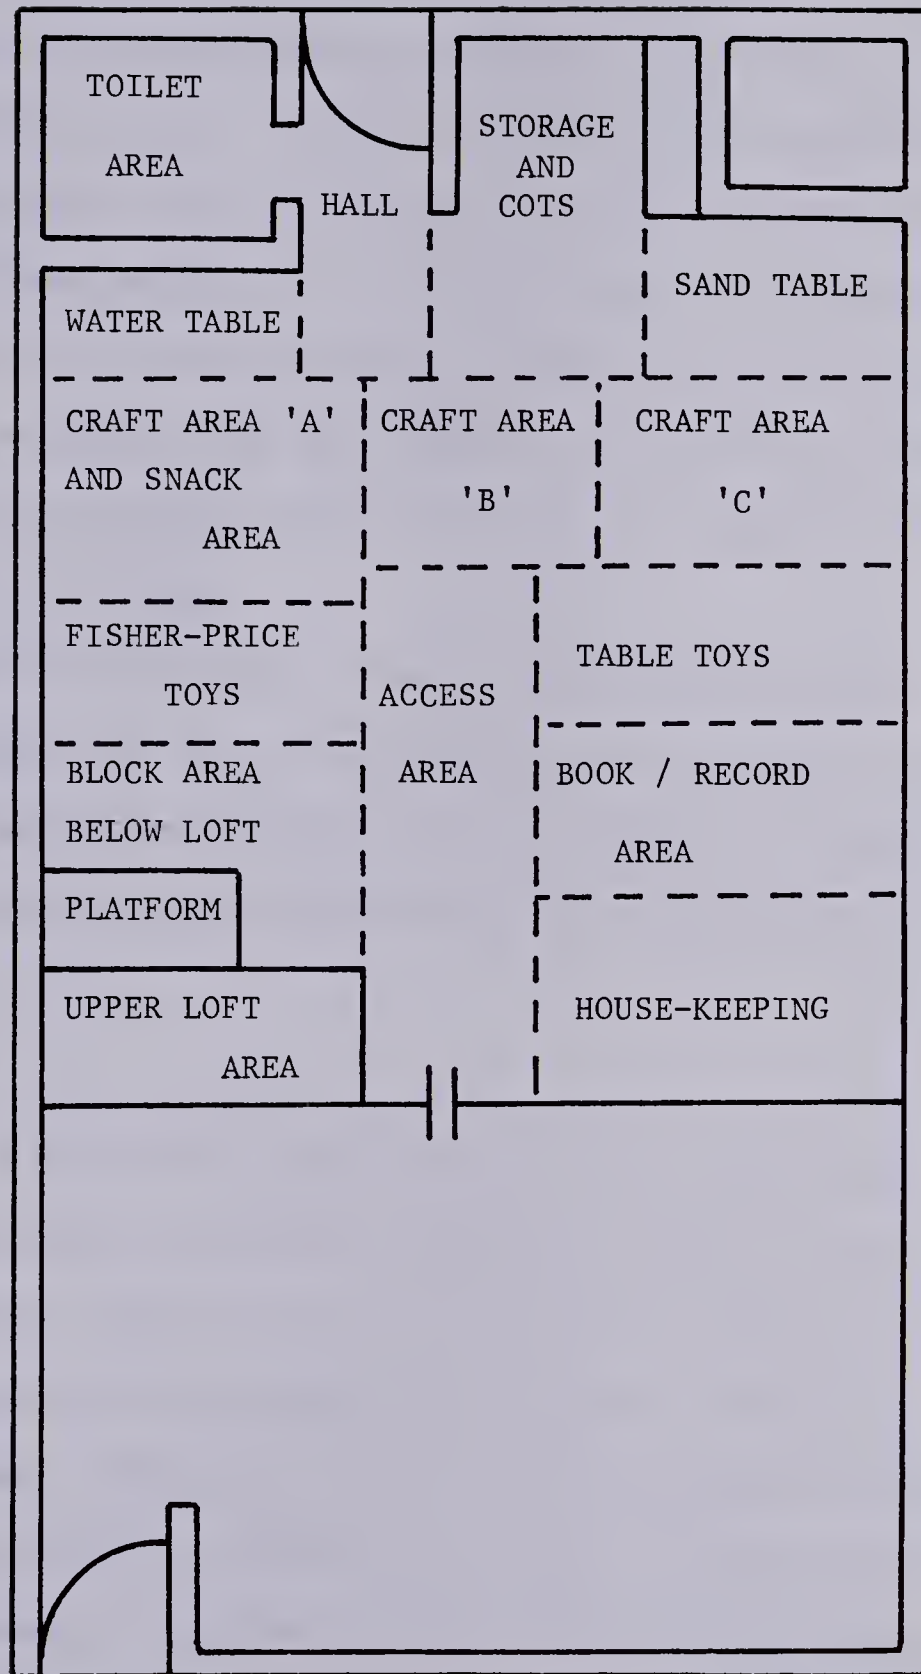 TOILET
AREA
HALL
STORAGE
AND
COTS
WATER TABLE
SAND TABLE
CRAFT AREA 'A'
AND SNACK
AREA
CRAFT AREA
'B'
CRAFT AREA
'C'
FISHER-PRICE
TOYS
ACCESS
AREA
TABLE TOYS
BLOCK AREA
BELOW LOFT
BOOK / RECORD
AREA
PLATFORM
UPPER LOFT
AREA
HOUSE-KEEPING